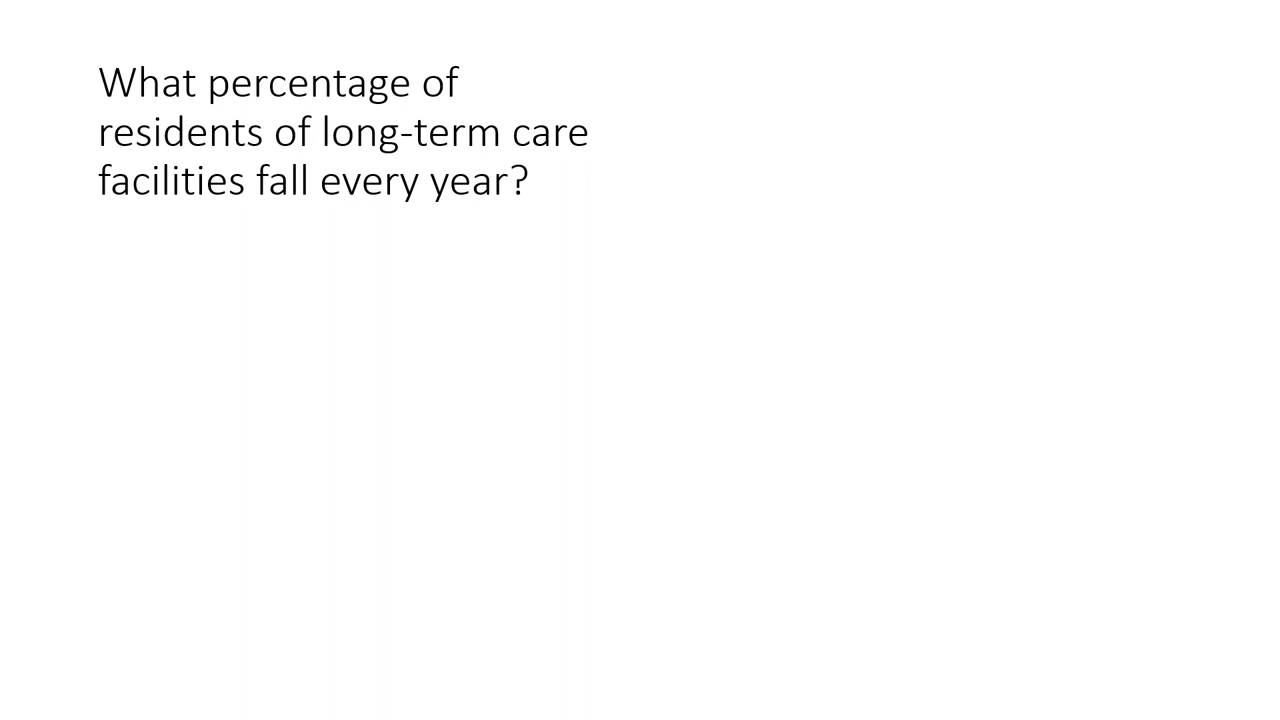 What percentage of
residents of long-term care
facilities fall every year?